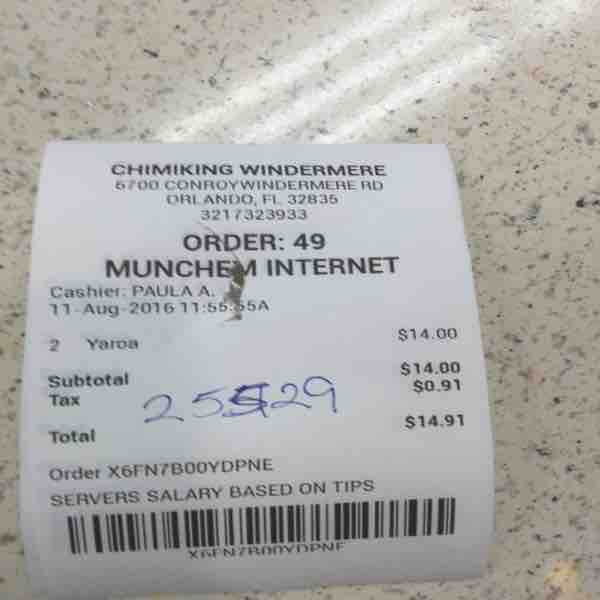 CHIMIKING WINDERMERE
6700 CONROYWINDERMERE RD
ORLANDO, FL 32835
3217323933
ORDER: 49
MUNCHEM INTERNET
Cashier: PAULA A.
11-Aug-2016 11:55:55A
2 Yaroa $14.00
Subtotal $14.00
Tax $0.91
Total $14.91
Order X6FN7B00YDPNE
SERVERS SALARY BASED ON TIPS
X6FN7B00YDPNE